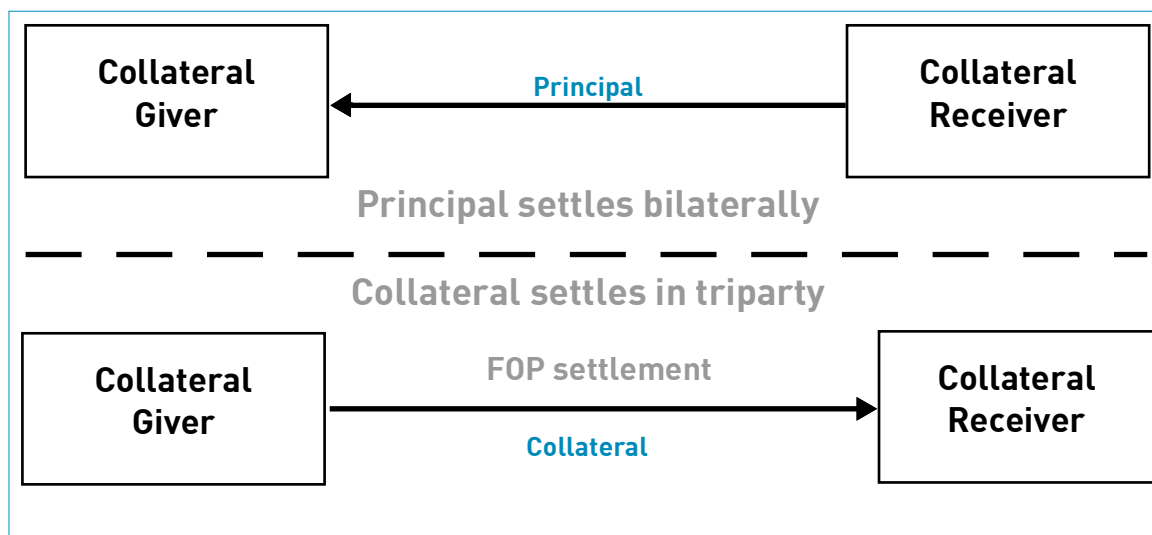 Collateral
Giver
Principal
Collateral
Receiver
Principal settles bilaterally
Collateral settles in triparty
Collateral
Giver
FOP settlement
Collateral
Collateral
Receiver